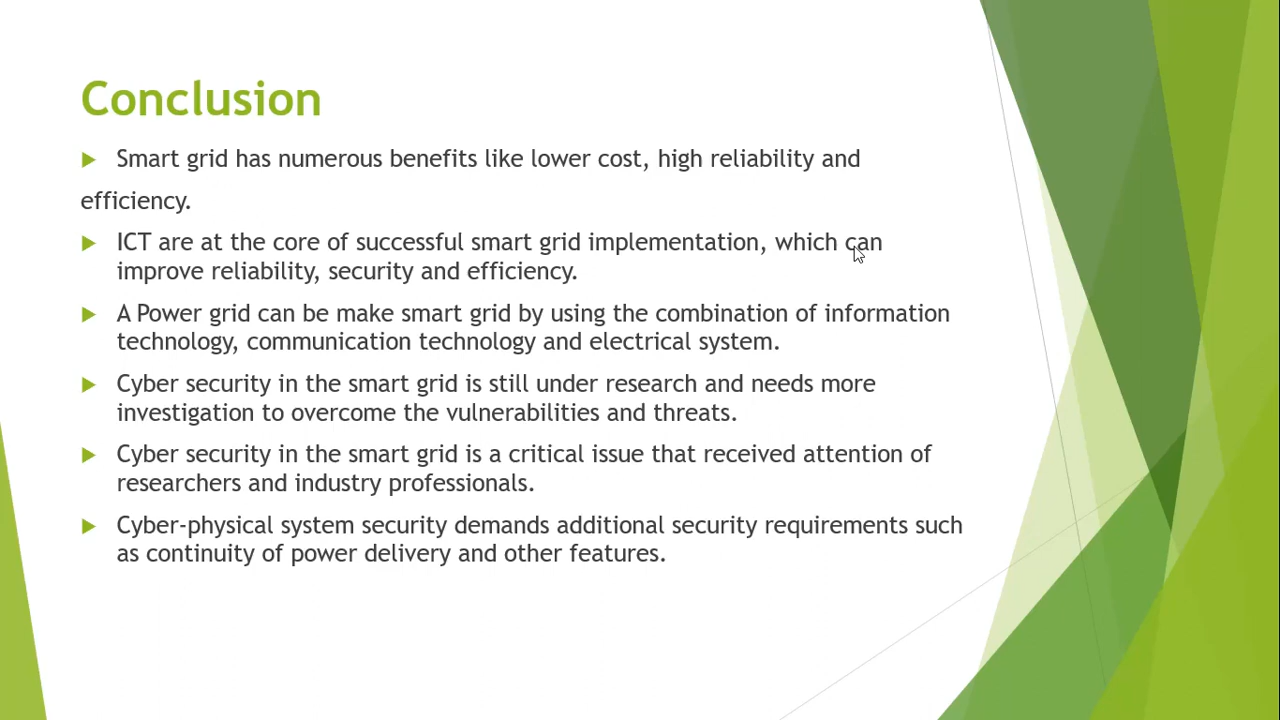 Conclusion
Smart grid has numerous benefits like lower cost, high reliability and
efficiency.
ICT are at the core of successful smart grid implementation, which can
improve reliability, security and efficiency.
A Power grid can be make smart grid by using the combination of information
technology, communication technology and electrical system.
Cyber security in the smart grid is still under research and needs more
investigation to overcome the vulnerabilities and threats.
Cyber security in the smart grid is a critical issue that received attention of
researchers and industry professionals.
Cyber-physical system security demands additional security requirements such
as continuity of power delivery and other features.